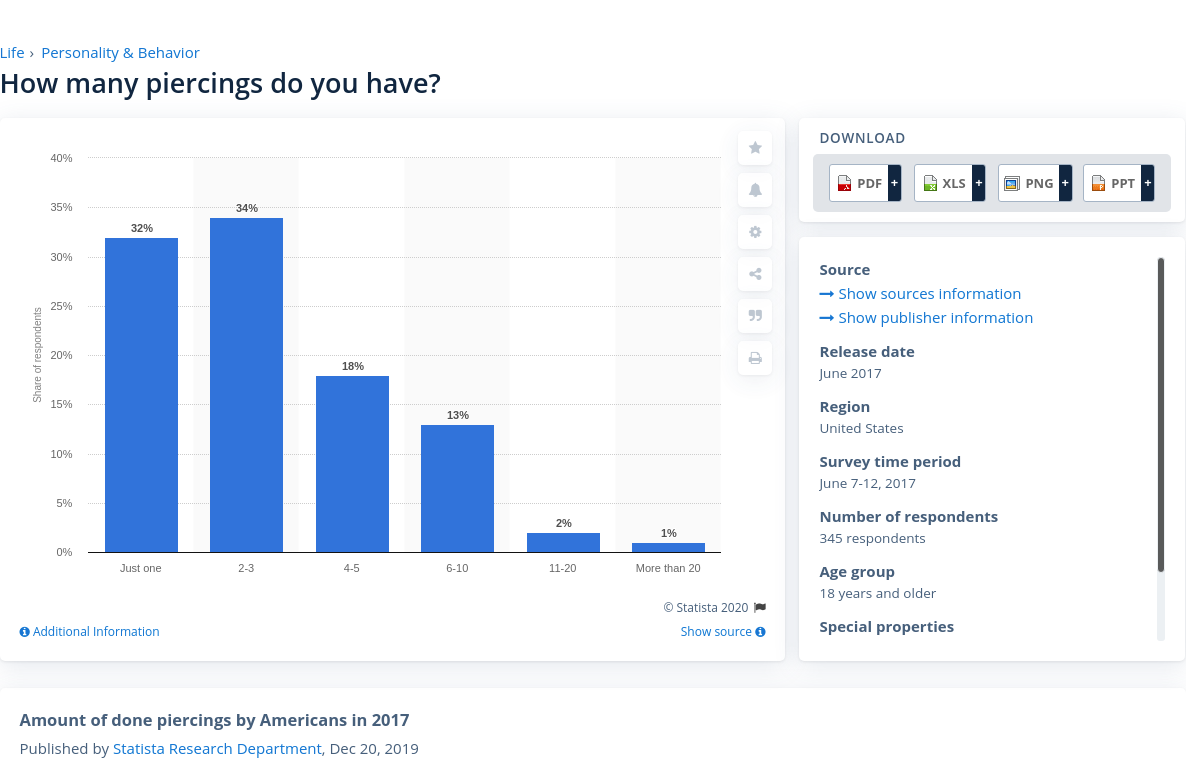 Life › Personality & Behavior
How many piercings do you have?
40%
35%
30%
25%
20%
15%
10%
5%
0%
Share of respondents
32%
34%
18%
13%
2%
1%
Just one
2-3
4-5
6-10
11-20
More than 20
© Statista 2020
Additional Information
Show source
DOWNLOAD
PDF +
XLS +
PNG +
PPT +
Source
Show sources information
Show publisher information
Release date
June 2017
Region
United States
Survey time period
June 7-12, 2017
Number of respondents
345 respondents
Age group
18 years and older
Special properties
Amount of done piercings by Americans in 2017
Published by Statista Research Department, Dec 20, 2019